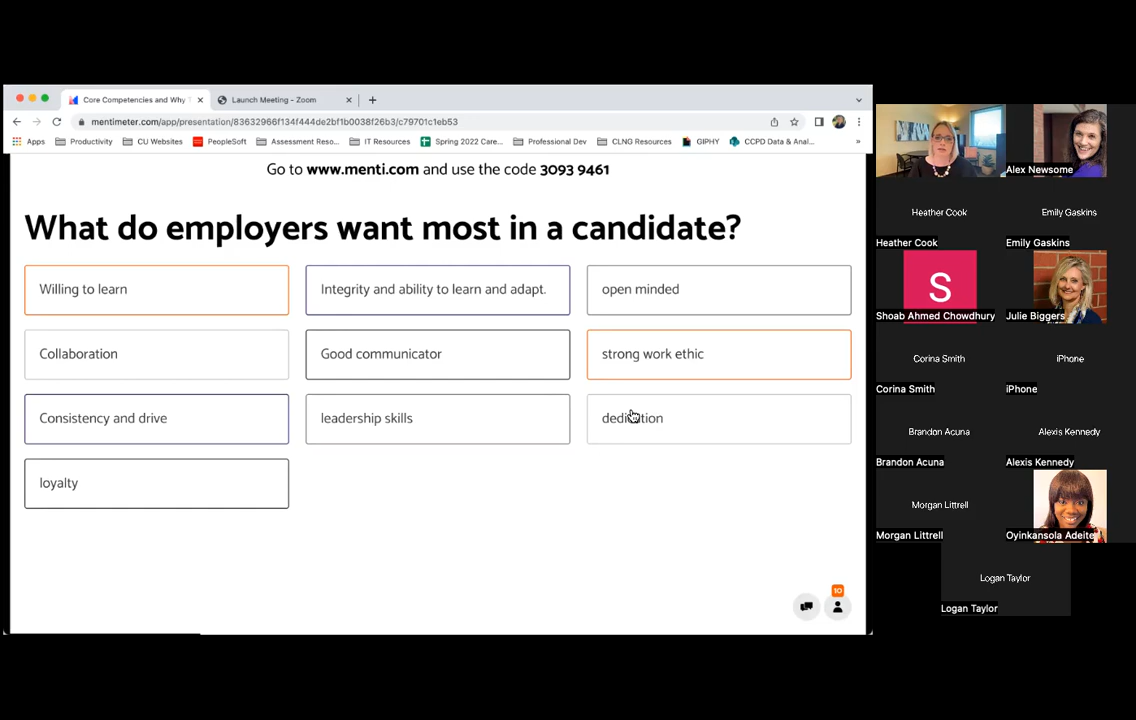 Core Competencies and Why
Launch Meeting - Zoom
mentimeter.com/app/presentation/83632966f134f444de2bf1b0038f26b3/c79701c1eb53
Apps Productivity CU Websites PeopleSoft Assessment Reso... IT Resources Spring 2022 Care... Professional Dev CLNG Resources GIPHY CCPD Data & Anal... »
Go to www.menti.com and use the code 3093 9461
What do employers want most in a candidate?
Willing to learn
Integrity and ability to learn and adapt.
open minded
Collaboration
Good communicator
strong work ethic
Consistency and drive
leadership skills
dedication
loyalty
10
Alex Newsome
Heather Cook
Heather Cook
Emily Gaskins
Emily Gaskins
S
Shoab Ahmed Chowdhury
Julie Biggers
Corina Smith
Corina Smith
iPhone
iPhone
Brandon Acuna
Brandon Acuna
Alexis Kennedy
Alexis Kennedy
Morgan Littrell
Morgan Littrell
Oyinkansola Adeite
Logan Taylor
Logan Taylor